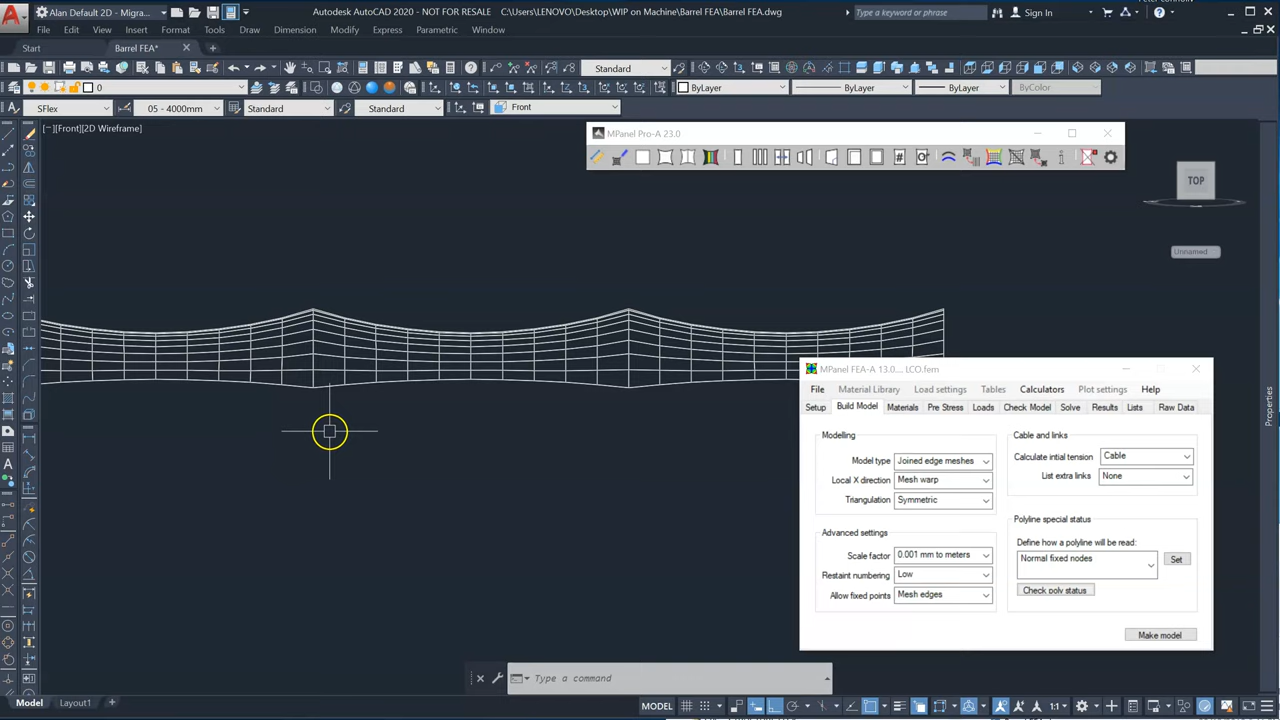 Alan Default 2D - Migra...
Autodesk AutoCAD 2020 - NOT FOR RESALE
C:\Users\LENOVO\Desktop\WIP on Machine\Barrel FEA\Barrel FEA.dwg
Type a keyword or phrase
Sign In
File Edit View Insert Format Tools Draw Dimension Modify Express Parametric Window
Start
Barrel FEA*
Standard
0
ByLayer
ByLayer
ByLayer
ByColor
SFlex
05 - 4000mm
Standard
Standard
Front
[−][Front][2D Wireframe]
MPanel Pro-A 23.0
TOP
Unnamed
MPanel FEA-A 13.0.... LCO.fem
File Material Library Load settings Tables Calculators Plot settings Help
Setup Build Model Materials Pre Stress Loads Check Model Solve Results Lists Raw Data
Modelling
Model type
Joined edge meshes
Local X direction
Mesh warp
Triangulation
Symmetric
Advanced settings
Scale factor
0.001 mm to meters
Restraint numbering
Low
Allow fixed points
Mesh edges
Cable and links
Calculate intial tension
Cable
List extra links
None
Polyline special status
Define how a polyline will be read:
Normal fixed nodes
Set
Check poly status
Make model
Properties
Type a command
Model
Layout1
MODEL
1:1